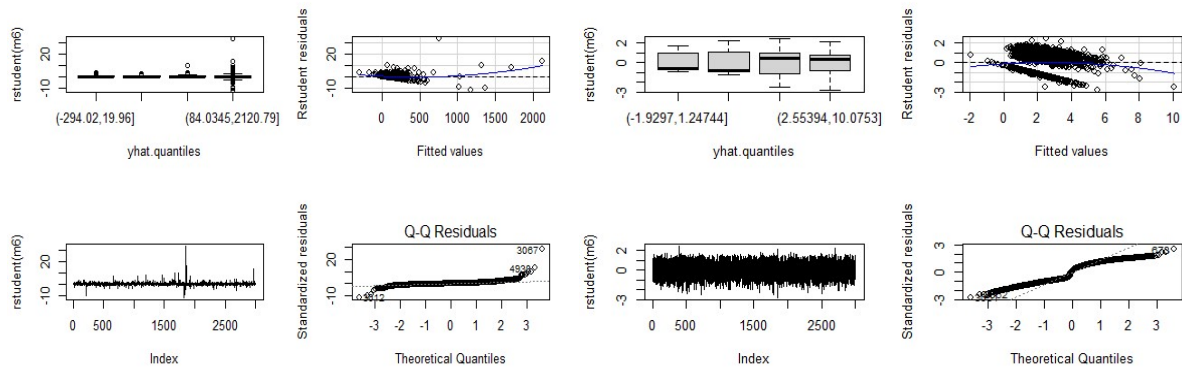 rstudent(m6)
-10 20
(-294.02,19.96] (84.0345,2120.79]
yhat.quantiles
Rstudent residuals
-10 10 30
0 500 1000 1500 2000
Fitted values
rstudent(m6)
-3 0 2
(-1.9297,1.24744] (2.55394,10.0753]
yhat.quantiles
Rstudent residuals
-3 0 2
-2 0 2 4 6 8 10
Fitted values
rstudent(m6)
-10 20
0 500 1500 2500
Index
Q-Q Residuals
Standardized residuals
-10 20
3067
-3 -2 -1 0 1 2 3
Theoretical Quantiles
rstudent(m6)
-3 0 2
0 500 1500 2500
Index
Q-Q Residuals
Standardized residuals
-3 0 3
-3 -2 -1 0 1 2 3
Theoretical Quantiles